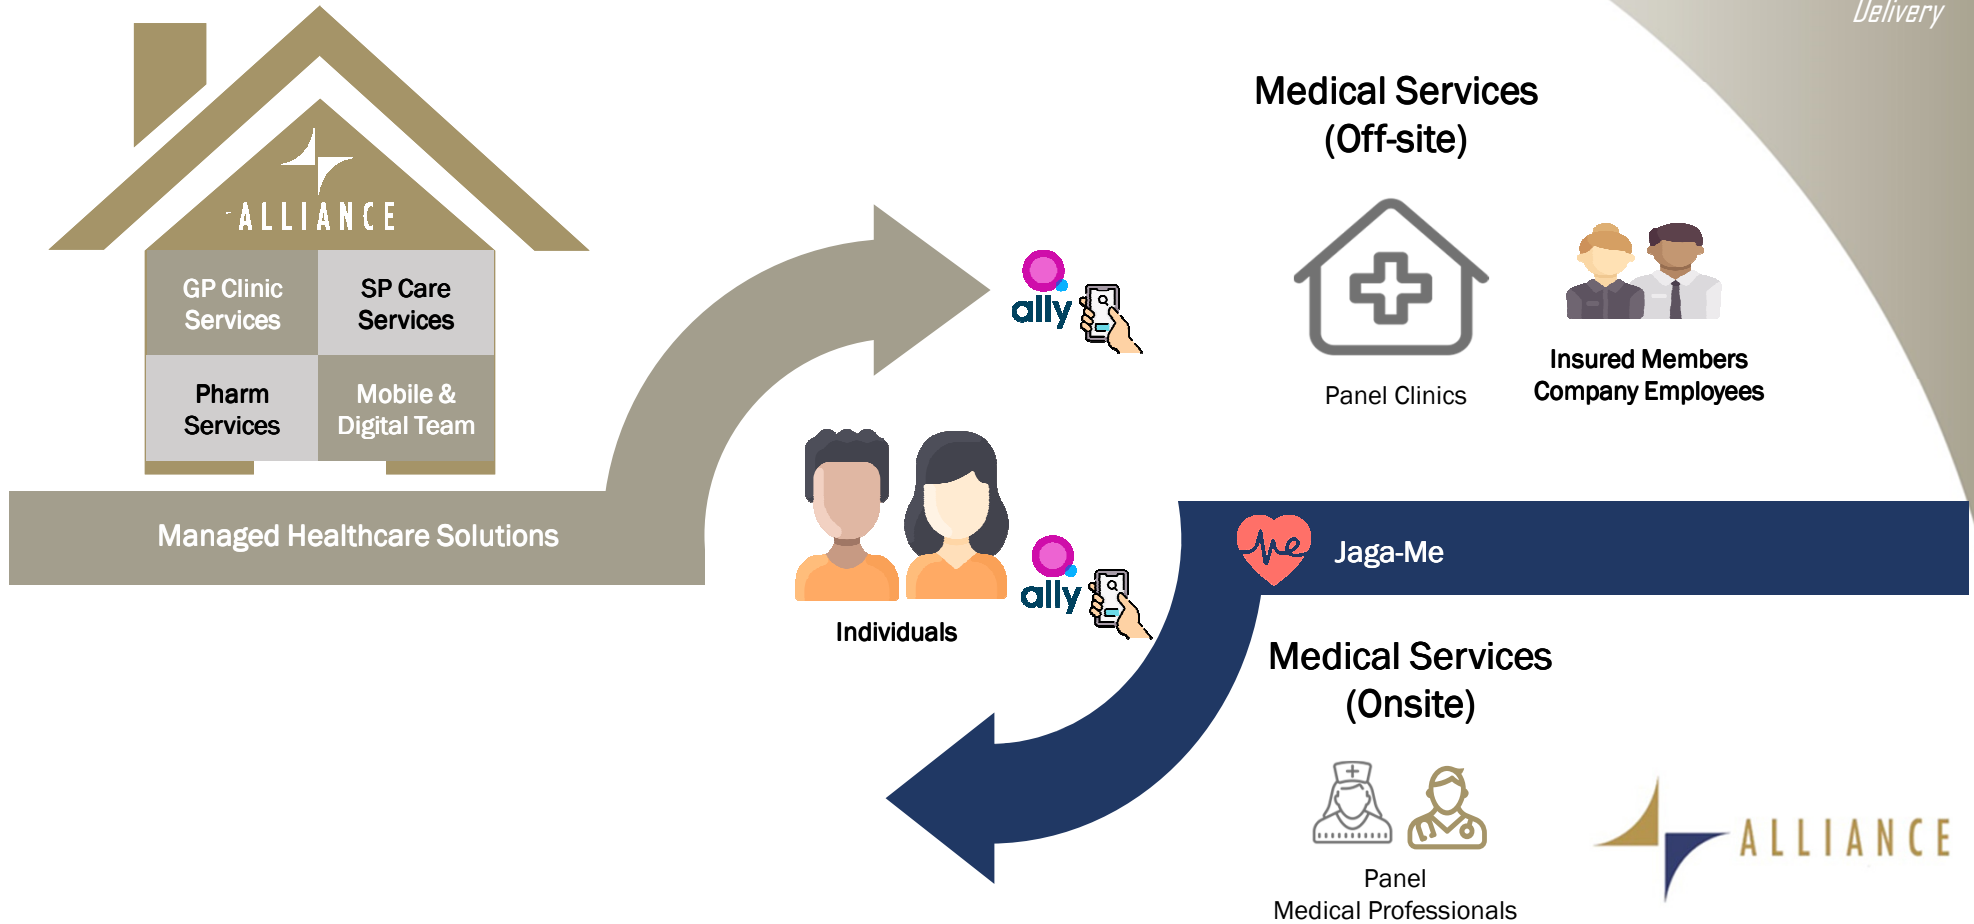 Delivery
ALLIANCE
GP Clinic
Services
SP Care
Services
Pharm
Services
Mobile &
Digital Team
Managed Healthcare Solutions
ally
Medical Services
(Off-site)
Panel Clinics
Insured Members
Company Employees
Individuals
ally
Me
Jaga-Me
Medical Services
(Onsite)
Panel
Medical Professionals
ALLIANCE